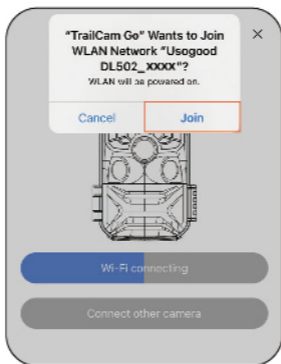 "TrailCam Go" Wants to Join
WLAN Network "Usogood
DL502_xxxx"?
WLAN will be powered on.
Cancel
Join
Wi-Fi connecting
Connect other camera